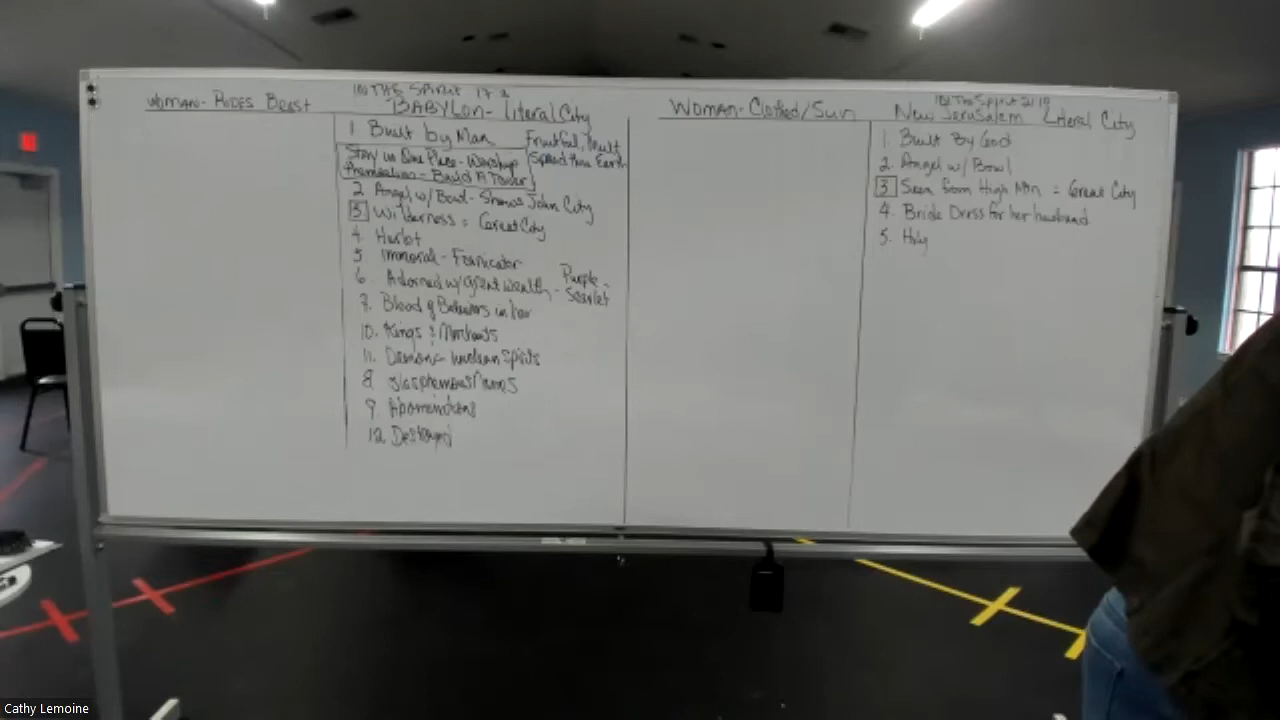 WOMAN- RIDES BEAST
IN THE SPIRIT 17:3
BABYLON- Literal City
1 Built by Man
Fruitful, Mult
Spread thru Earth
Stay in One Place - Worship
themselves - Build A Tower
2 Angel w/ Bowl - Shows John City
3 Wilderness = Great City
4 Harlot
5 Immoral - Fornicator
6 Adorned w/ great wealth - Purple -
Scarlet
7. Blood of Believers in her
10. Kings & Merchants
11. Demons - unclean spirits
8 Blasphemous Names
9 Abominations
12 Destroyed
WOMAN- Clothed/Sun
IN The Spirit 21:10
New Jerusalem Literal City
1. Built By God
2. Angel w/ Bowl
3 Seen from High Mtn = Great City
4 Bride Dress for her husband
5. Holy
Cathy Lemoine